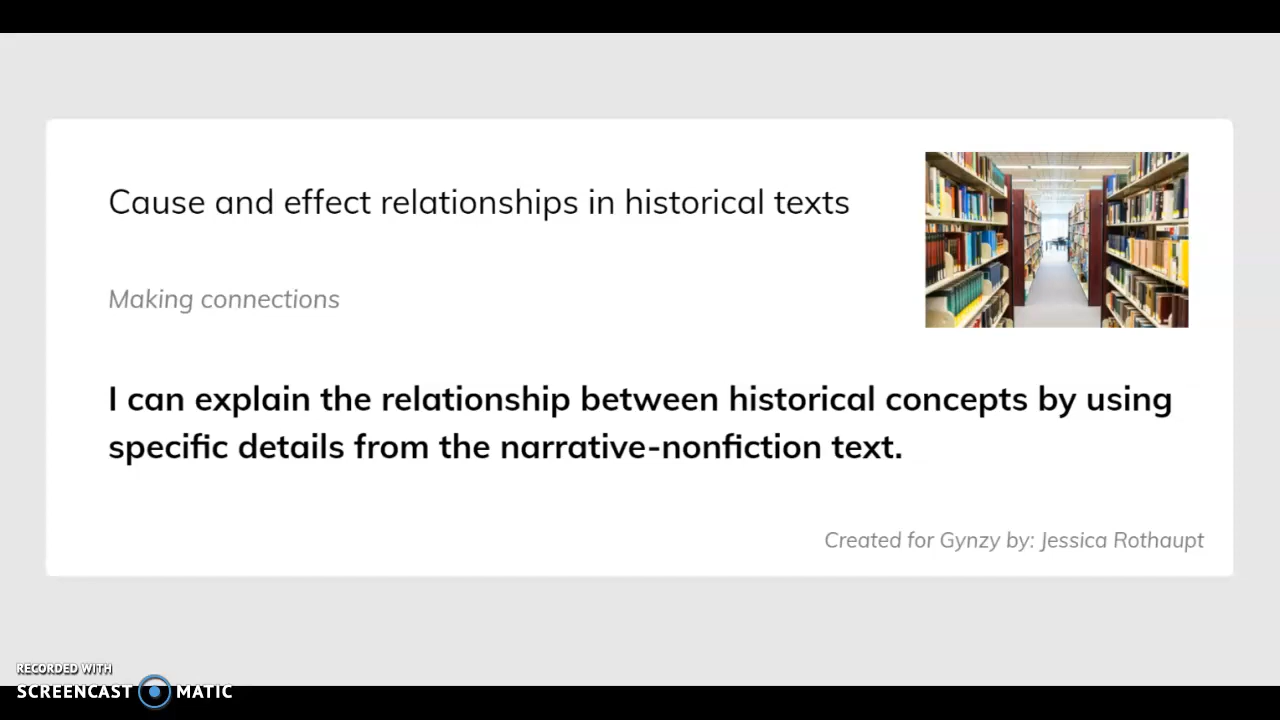 Cause and effect relationships in historical texts
Making connections
I can explain the relationship between historical concepts by using
specific details from the narrative-nonfiction text.
Created for Gynzy by: Jessica Rothaupt
RECORDED WITH
SCREENCAST MATIC